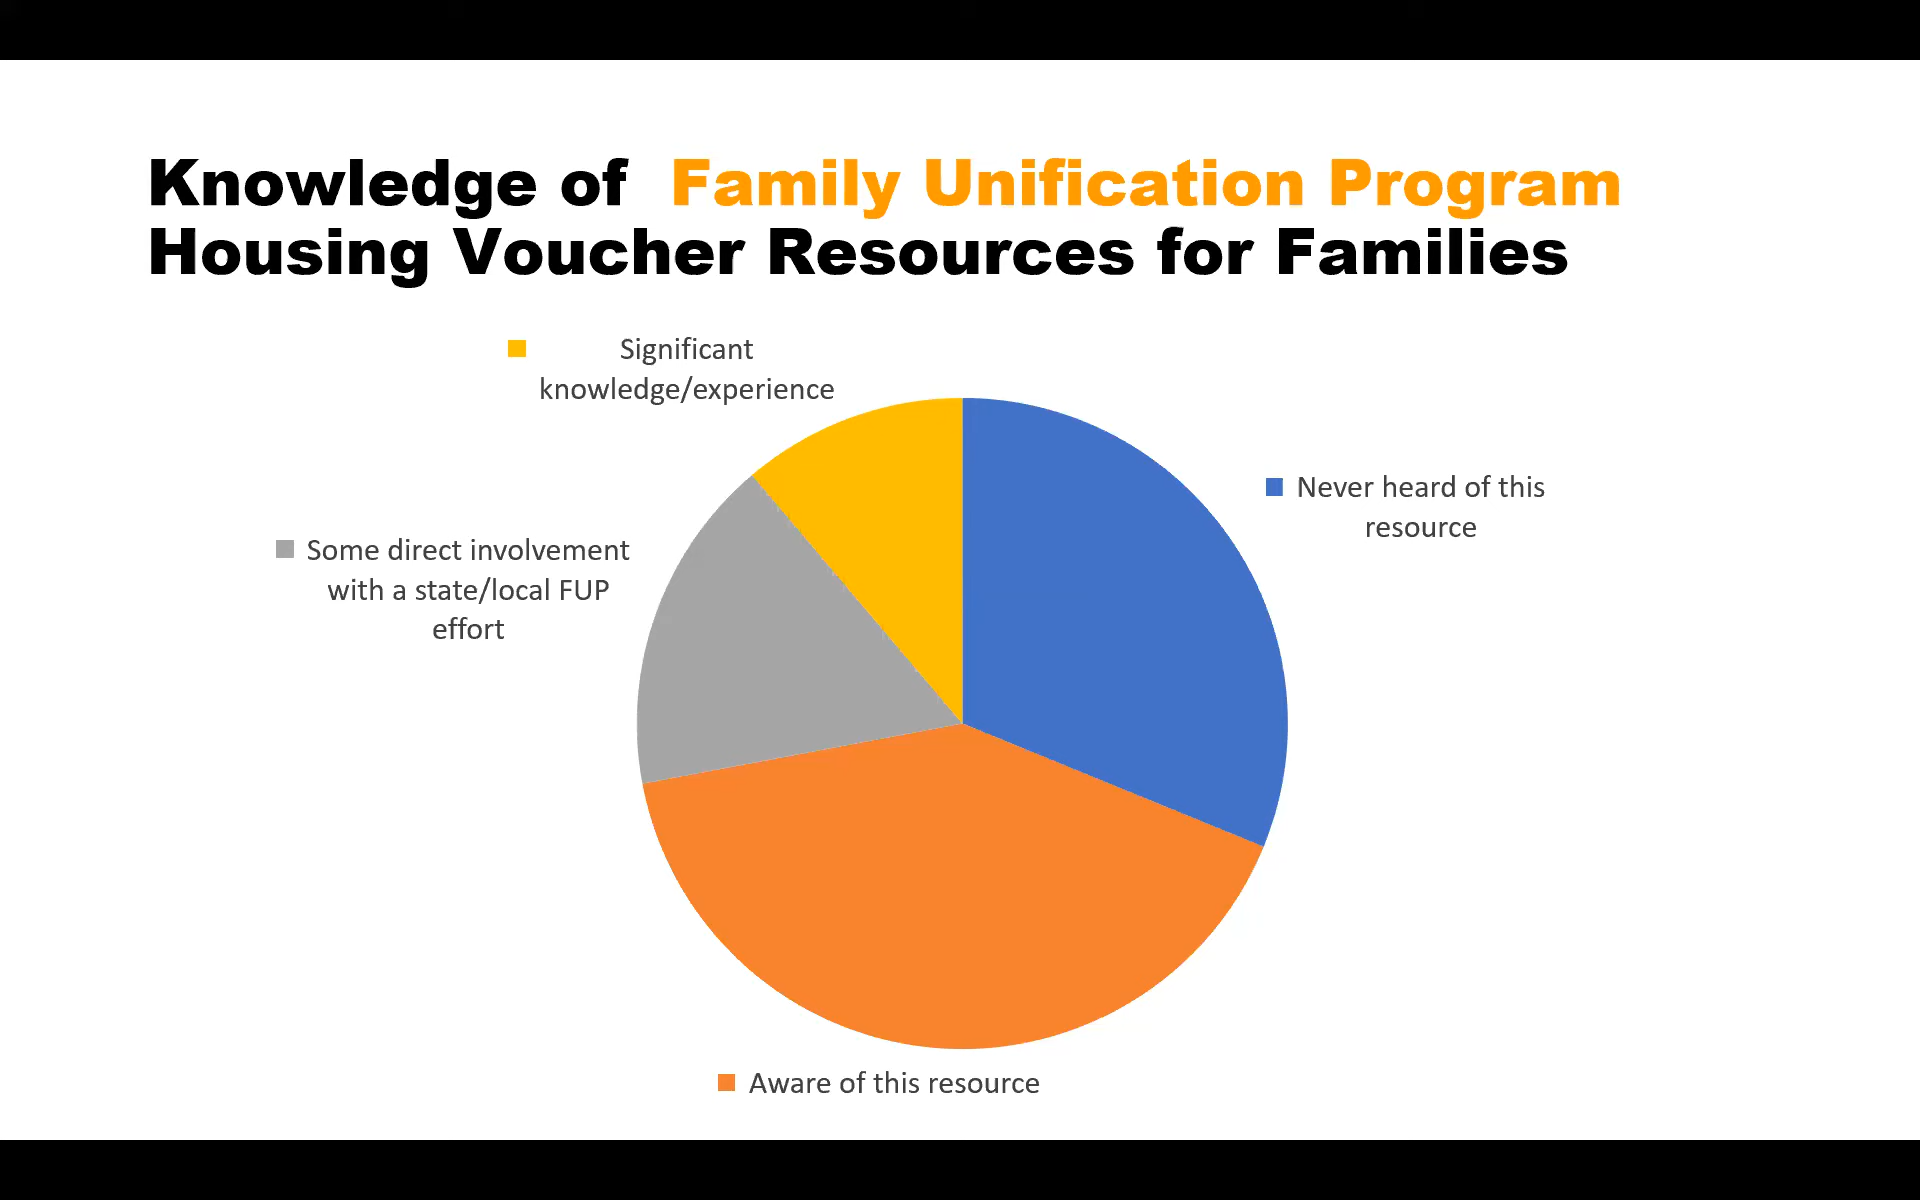 Knowledge of Family Unification Program
Housing Voucher Resources for Families
Significant
knowledge/experience
Never heard of this
resource
Some direct involvement
with a state/local FUP
effort
Aware of this resource